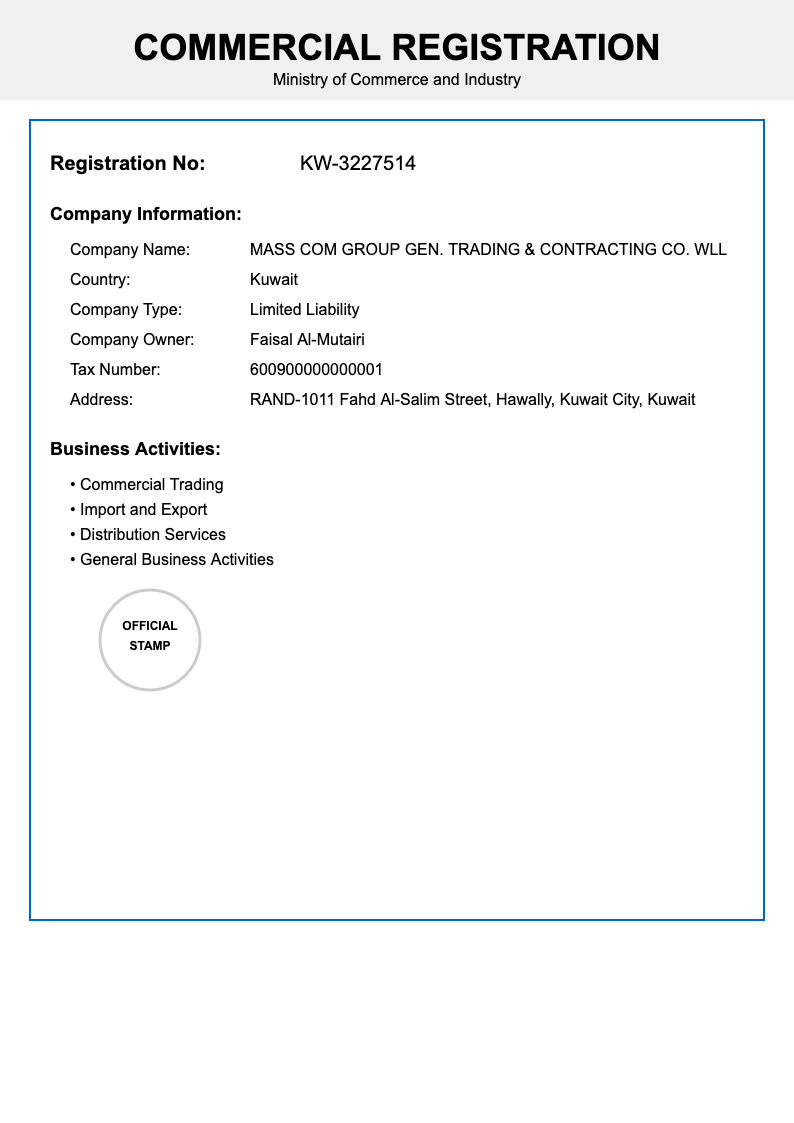 COMMERCIAL REGISTRATION
Ministry of Commerce and Industry
Registration No: KW-3227514
Company Information:
Company Name: MASS COM GROUP GEN. TRADING & CONTRACTING CO. WLL
Country: Kuwait
Company Type: Limited Liability
Company Owner: Faisal Al-Mutairi
Tax Number: 600900000000001
Address: RAND-1011 Fahd Al-Salim Street, Hawally, Kuwait City, Kuwait
Business Activities:
• Commercial Trading
• Import and Export
• Distribution Services
• General Business Activities
OFFICIAL
STAMP